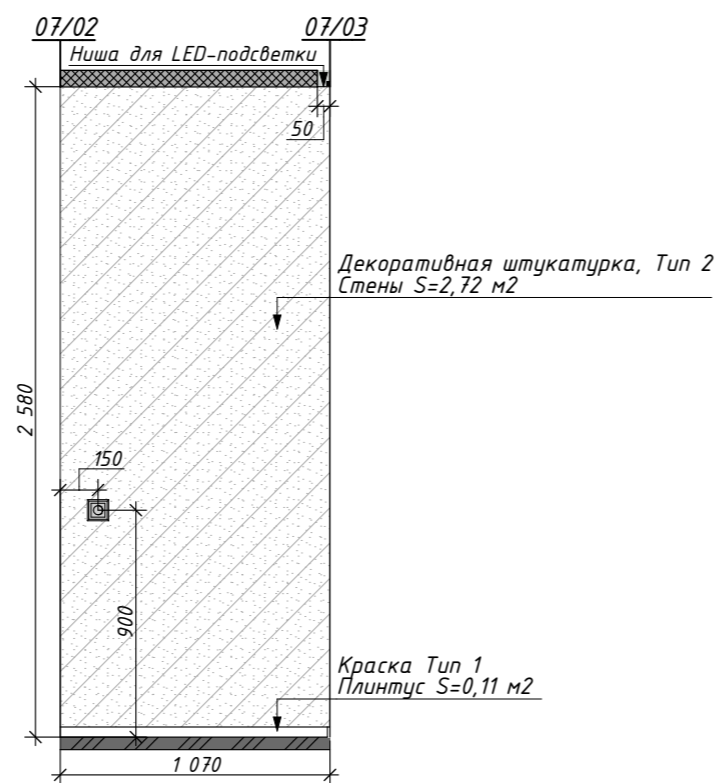 07/02
07/03
Ниша для LED-подсветки
50
Декоративная штукатурка, Тип 2
Стены S=2,72 м2
2 580
150
900
Краска Тип 1
Плинтус S=0,11 м2
1 070